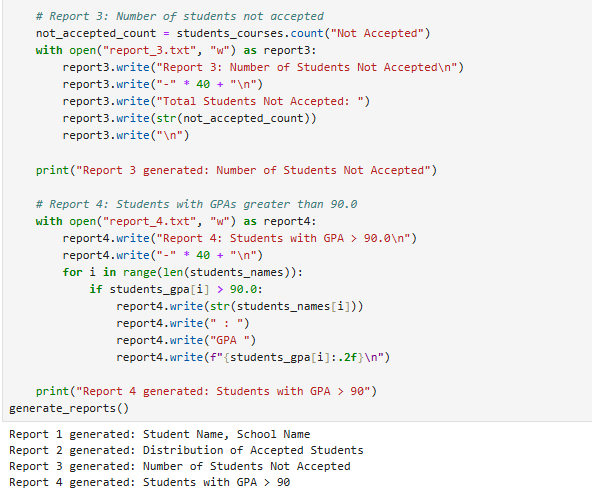 # Report 3: Number of students not accepted
not_accepted_count = students_courses.count("Not Accepted")
with open("report_3.txt", "w") as report3:
report3.write("Report 3: Number of Students Not Accepted\n")
report3.write("-" * 40 + "\n")
report3.write("Total Students Not Accepted: ")
report3.write(str(not_accepted_count))
report3.write("\n")
print("Report 3 generated: Number of Students Not Accepted")
# Report 4: Students with GPAs greater than 90.0
with open("report_4.txt", "w") as report4:
report4.write("Report 4: Students with GPA > 90.0\n")
report4.write("-" * 40 + "\n")
for i in range(len(students_names)):
if students_gpa[i] > 90.0:
report4.write(str(students_names[i]))
report4.write(" : ")
report4.write("GPA ")
report4.write(f"{students_gpa[i]:.2f}\n")
print("Report 4 generated: Students with GPA > 90")
generate_reports()
Report 1 generated: Student Name, School Name
Report 2 generated: Distribution of Accepted Students
Report 3 generated: Number of Students Not Accepted
Report 4 generated: Students with GPA > 90